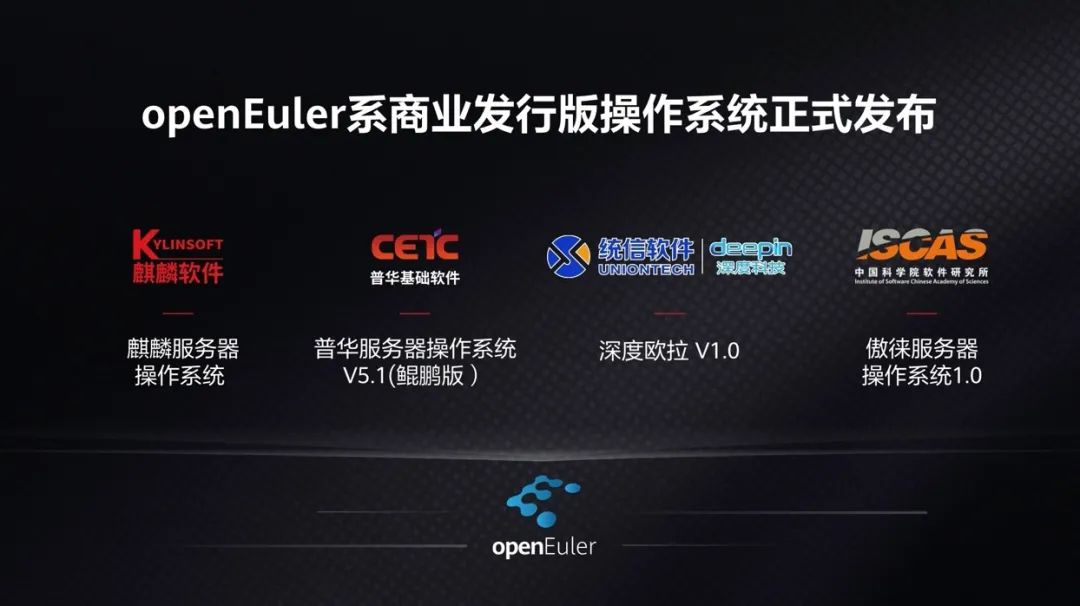 openEuler系商业发行版操作系统正式发布
KYLINSOFT
麒麟软件
CETC
普华基础软件
统信软件
UNIONTECH
deepin
深度科技
ISCAS
中国科学院软件研究所
Institute of Software Chinese Academy of Sciences
麒麟服务器
操作系统
普华服务器操作系统
V5.1(鲲鹏版 )
深度欧拉 V1.0
傲徕服务器
操作系统1.0
openEuler